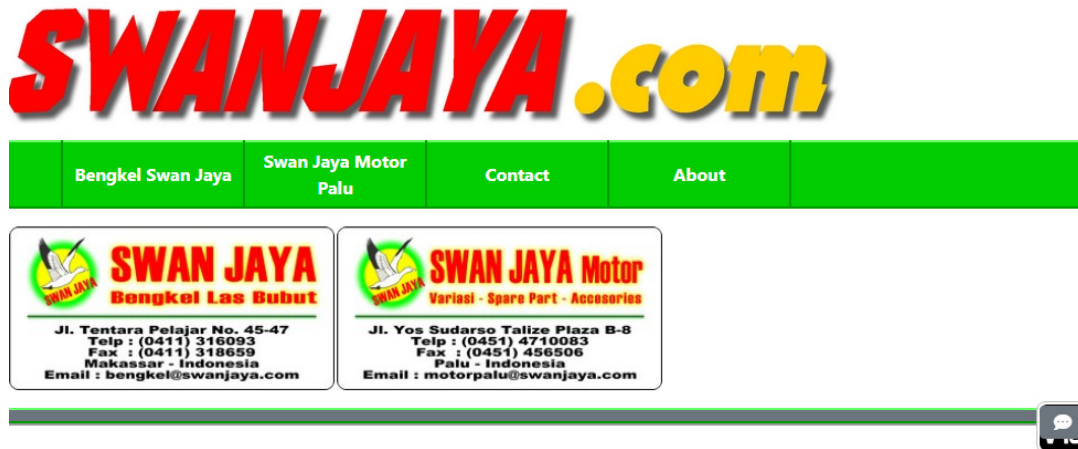 SWANJAYA.com
Bengkel Swan Jaya
Swan Jaya Motor
Palu
Contact
About
SWAN JAYA
SWAN JAYA
Bengkel Las Bubut
Jl. Tentara Pelajar No. 45-47
Telp : (0411) 316093
Fax : (0411) 318659
Makassar - Indonesia
Email : bengkel@swanjaya.com
SWAN JAYA
SWAN JAYA Motor
Variasi - Spare Part - Accesories
Jl. Yos Sudarso Talize Plaza B-8
Telp : (0451) 4710083
Fax : (0451) 456506
Palu - Indonesia
Email : motorpalu@swanjaya.com